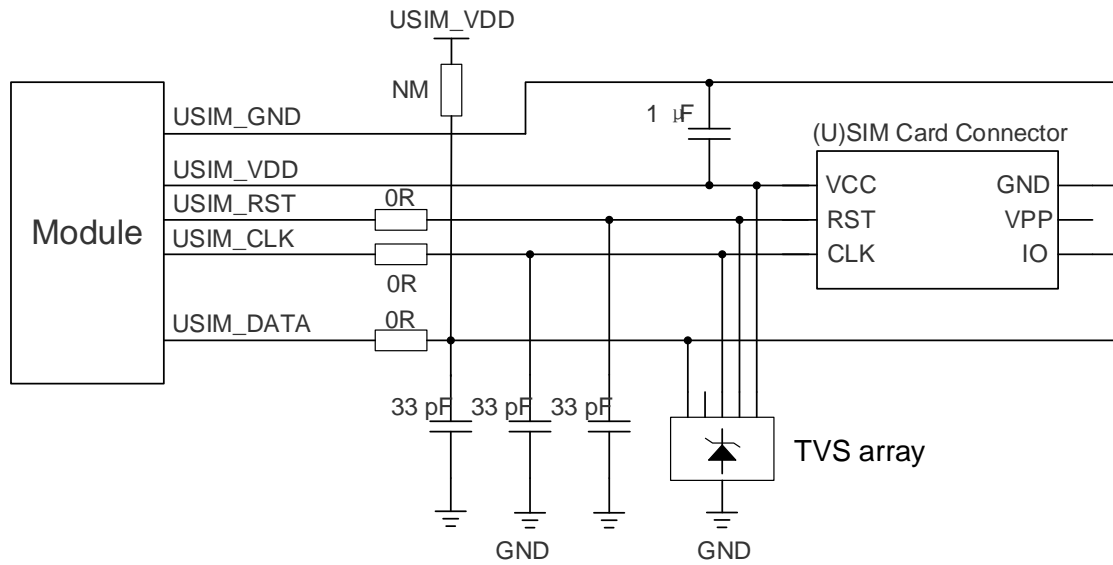 USIM_VDD
NM
USIM_GND
1 μF
(U)SIM Card Connector
USIM_VDD
VCC
GND
USIM_RST
0R
RST
VPP
Module
USIM_CLK
CLK
IO
0R
USIM_DATA
0R
33 pF
33 pF
33 pF
TVS array
GND
GND